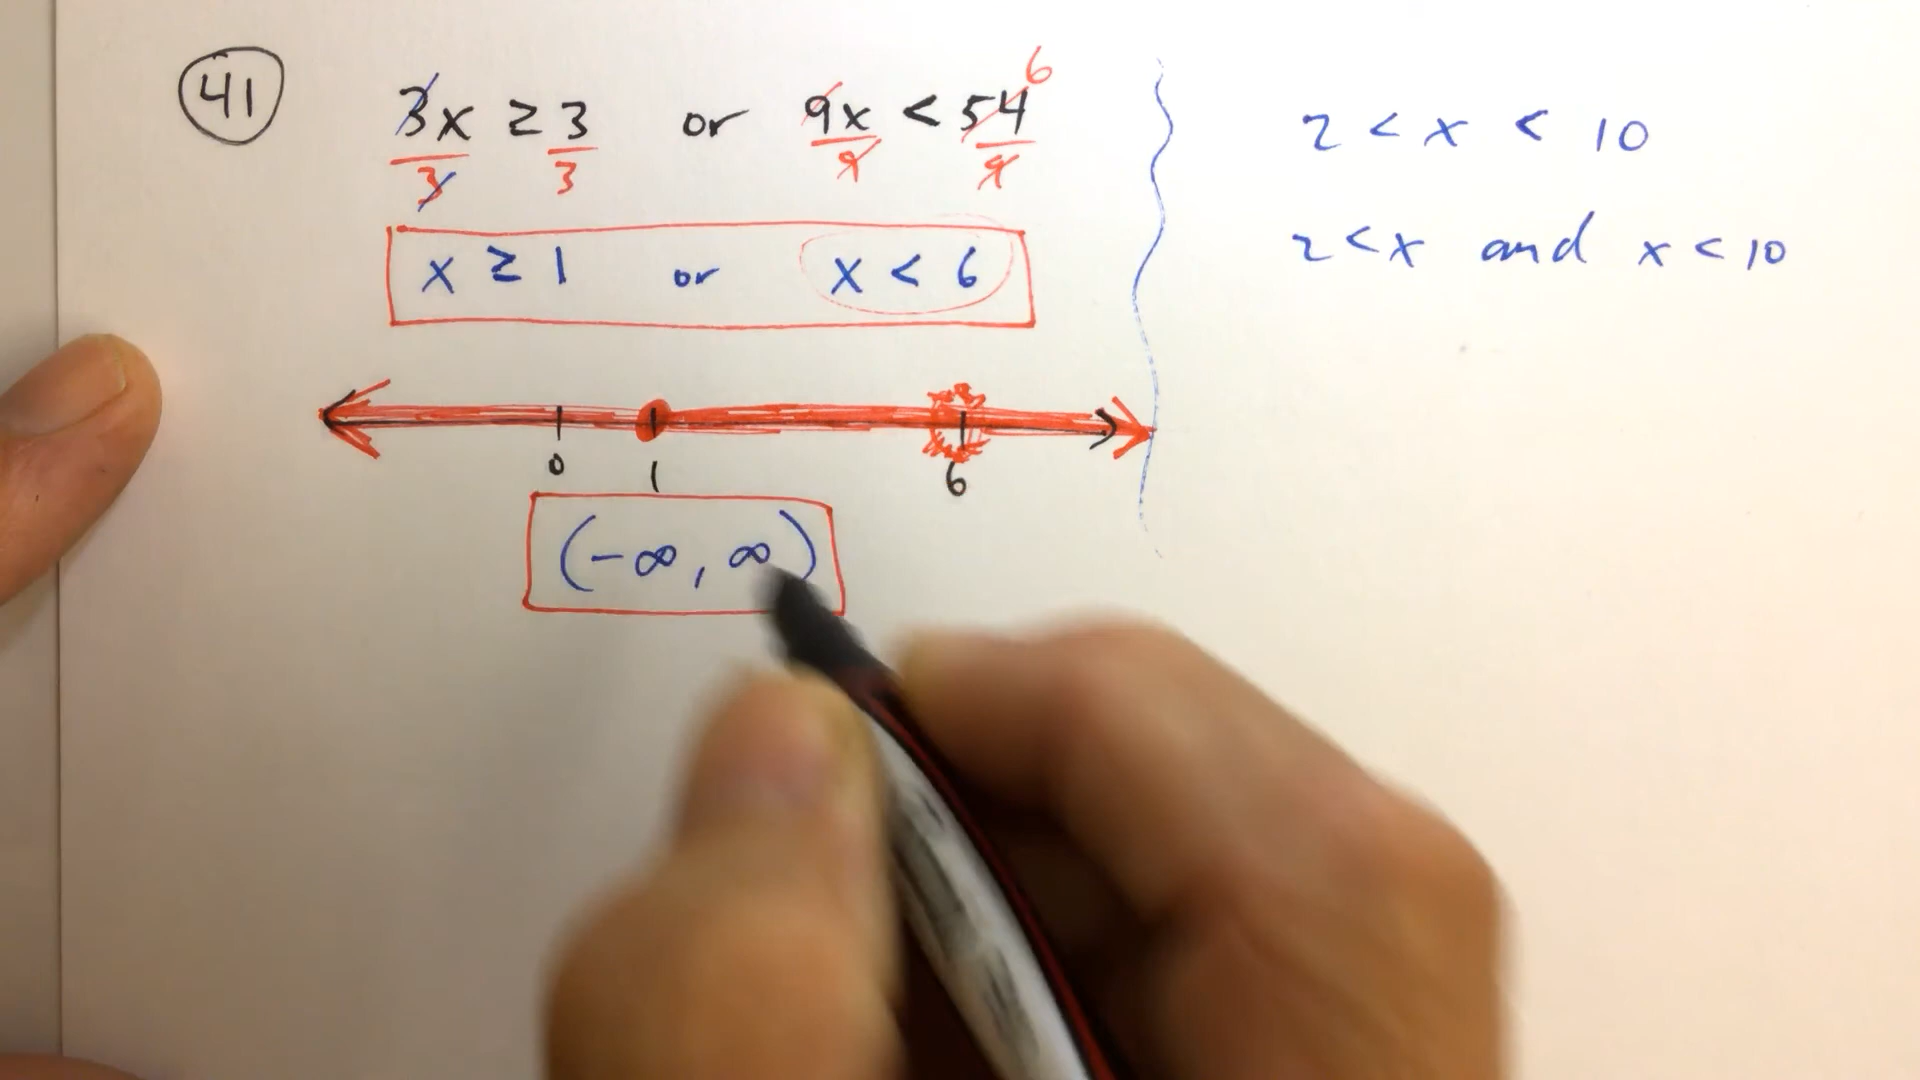 41
3x ≥ 3 or 9x < 54 6
3 3 9 9
x ≥ 1 or x < 6
0 1 6
(-∞, ∞)
2 < x < 10
2 < x and x < 10